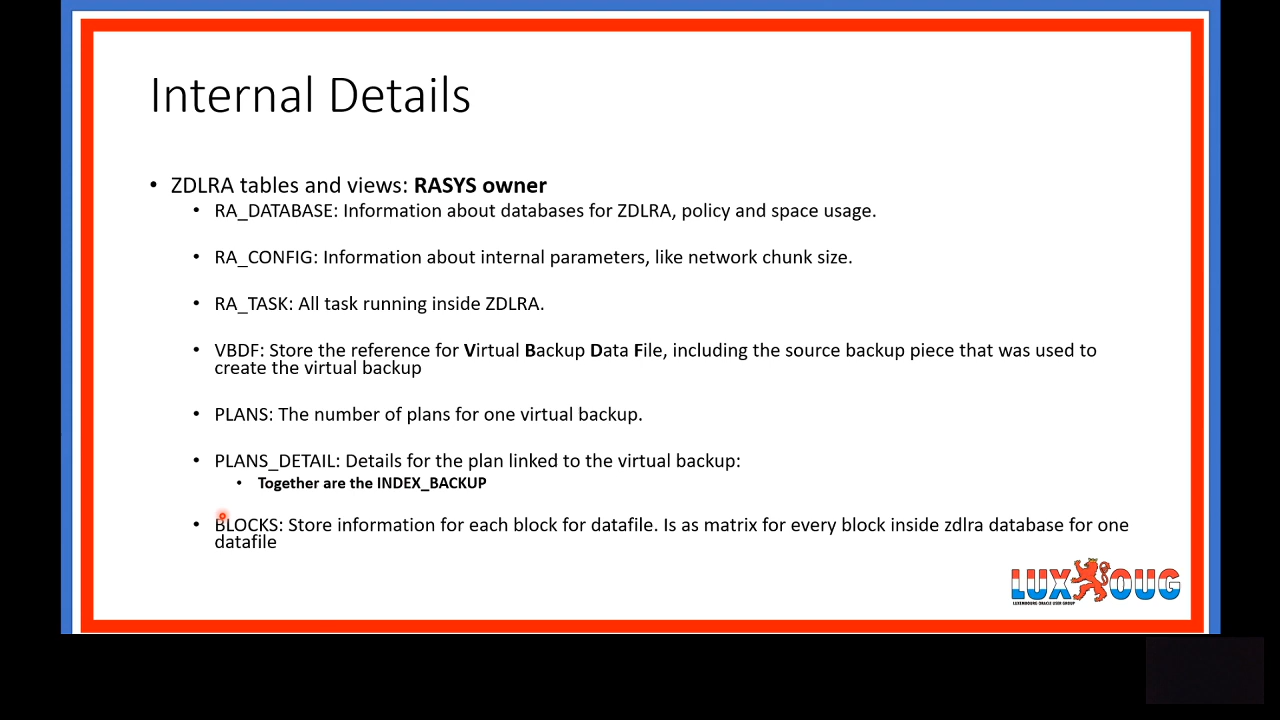 Internal Details
• ZDLRA tables and views: RASYS owner
• RA_DATABASE: Information about databases for ZDLRA, policy and space usage.
• RA_CONFIG: Information about internal parameters, like network chunk size.
• RA_TASK: All task running inside ZDLRA.
• VBDF: Store the reference for Virtual Backup Data File, including the source backup piece that was used to
create the virtual backup
• PLANS: The number of plans for one virtual backup.
• PLANS_DETAIL: Details for the plan linked to the virtual backup:
• Together are the INDEX_BACKUP
• BLOCKS: Store information for each block for datafile. Is as matrix for every block inside zdlra database for one
datafile
LUX OUG
LUXEMBOURG ORACLE USER GROUP